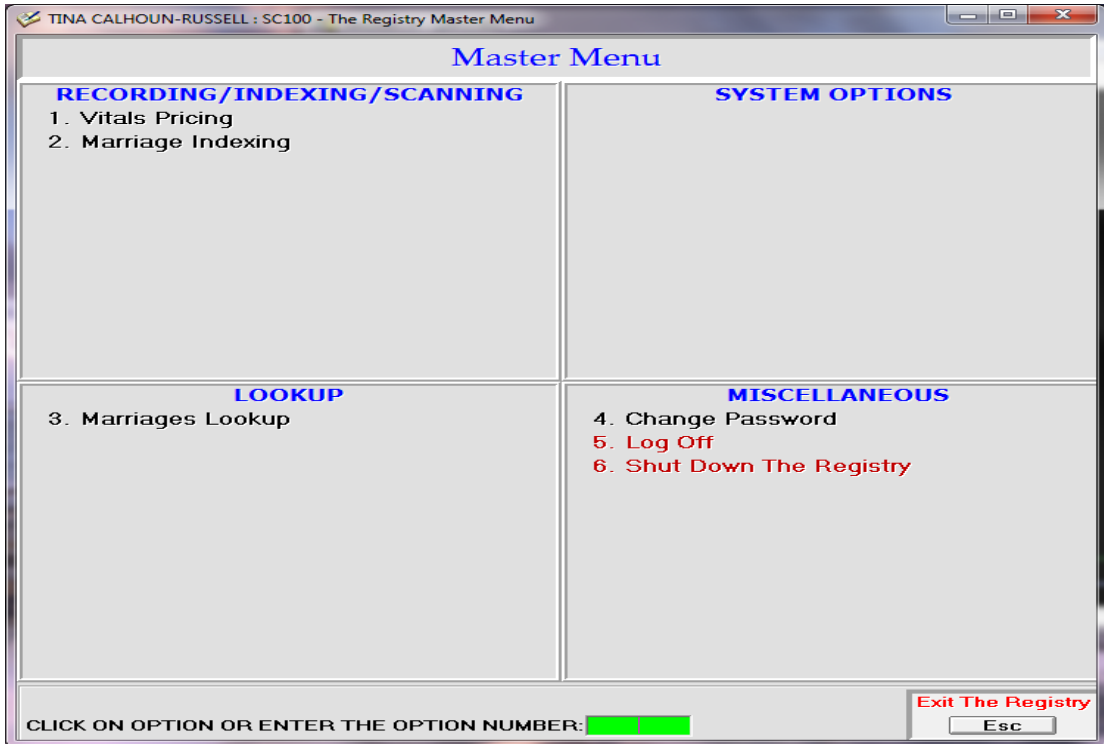 TINA CALHOUN-RUSSELL : SC100 - The Registry Master Menu
Master Menu
RECORDING/INDEXING/SCANNING
1. Vitals Pricing
2. Marriage Indexing
SYSTEM OPTIONS
LOOKUP
3. Marriages Lookup
MISCELLANEOUS
4. Change Password
5. Log Off
6. Shut Down The Registry
CLICK ON OPTION OR ENTER THE OPTION NUMBER:
Exit The Registry
Esc